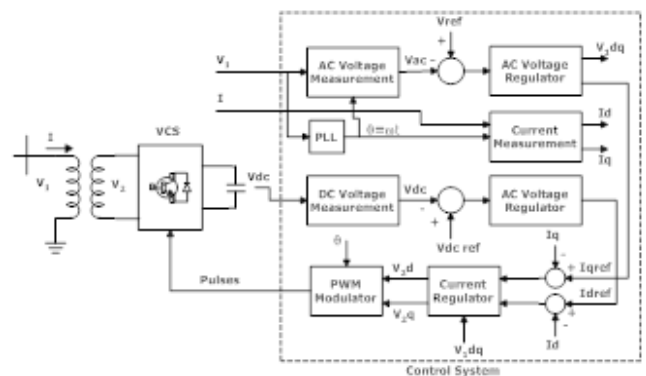 Vref
+
V1
AC Voltage
Measurement
Vac
-
AC Voltage
Regulator
V2dq
I
PLL
θ=ωt
Current
Measurement
Id
Iq
I
VCS
V1
V2
Vdc
DC Voltage
Measurement
Vdc
-
+
AC Voltage
Regulator
Vdc ref
Iq
-
θ
+ Iqref
PWM
Modulator
V2d
V2q
Current
Regulator
Idref
+
-
Id
Pulses
V1dq
Control System